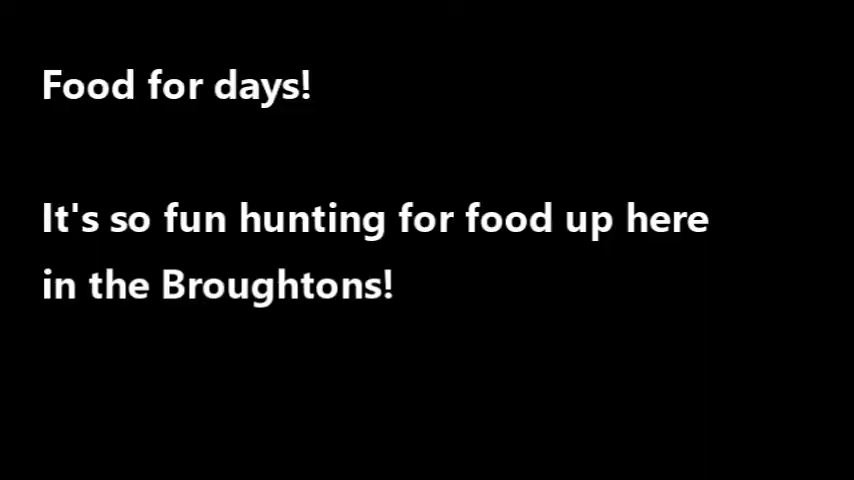 Food for days!
It's so fun hunting for food up here
in the Broughtons!